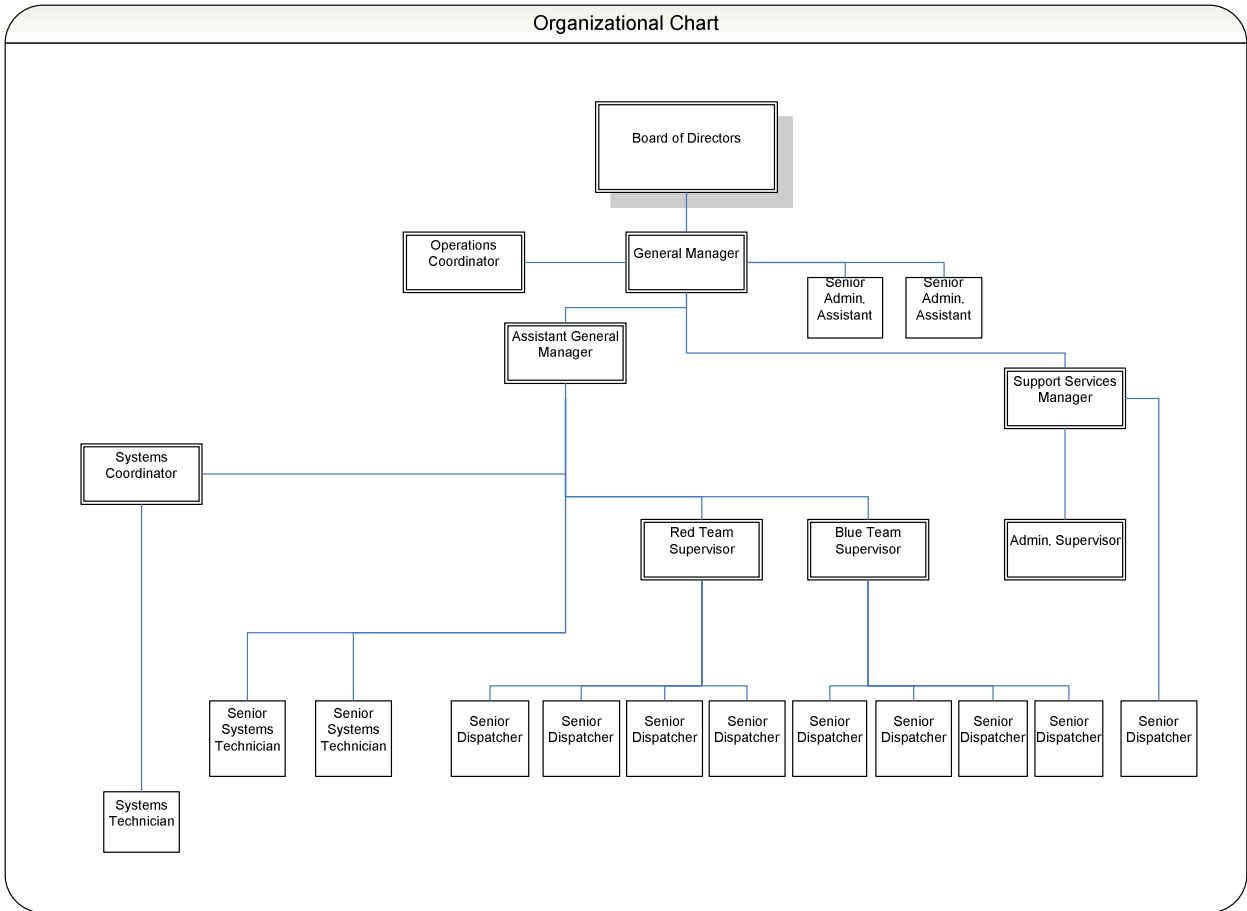 Organizational Chart
Board of Directors
Operations
Coordinator
General Manager
Senior
Admin.
Assistant
Senior
Admin.
Assistant
Assistant General
Manager
Support Services
Manager
Systems
Coordinator
Red Team
Supervisor
Blue Team
Supervisor
Admin. Supervisor
Senior
Systems
Technician
Senior
Systems
Technician
Senior
Dispatcher
Senior
Dispatcher
Senior
Dispatcher
Senior
Dispatcher
Senior
Dispatcher
Senior
Dispatcher
Senior
Dispatcher
Senior
Dispatcher
Senior
Dispatcher
Systems
Technician